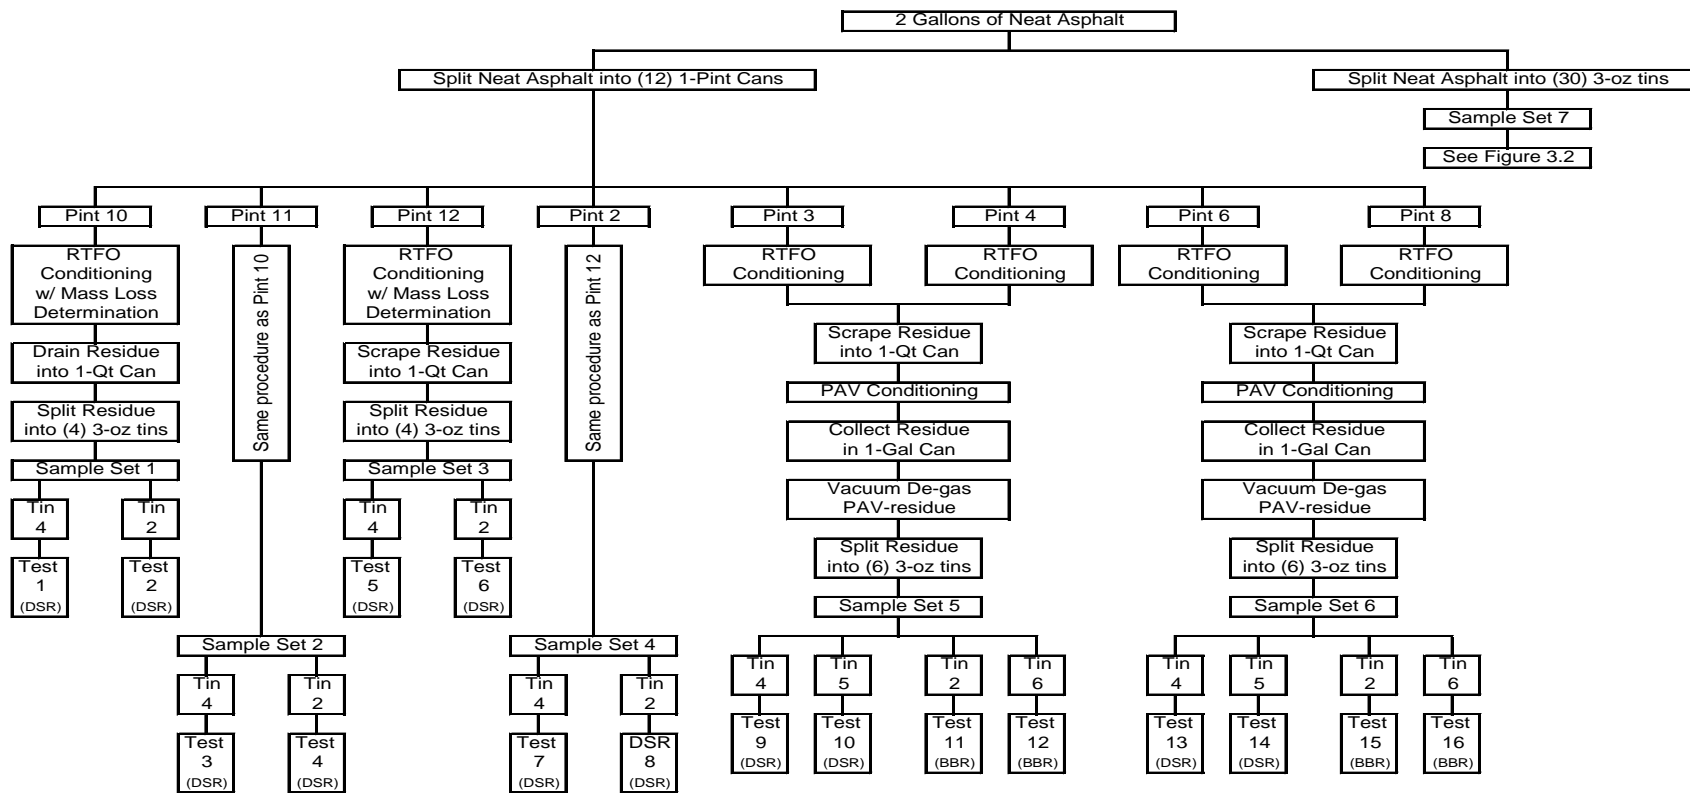 2 Gallons of Neat Asphalt
Split Neat Asphalt into (12) 1-Pint Cans
Split Neat Asphalt into (30) 3-oz tins
Sample Set 7
See Figure 3.2
Pint 10
Pint 11
Pint 12
Pint 2
Pint 3
Pint 4
Pint 6
Pint 8
RTFO
Conditioning
w/ Mass Loss
Determination
Same procedure as Pint 10
RTFO
Conditioning
w/ Mass Loss
Determination
Same procedure as Pint 12
RTFO
Conditioning
RTFO
Conditioning
RTFO
Conditioning
RTFO
Conditioning
Drain Residue
into 1-Qt Can
Scrape Residue
into 1-Qt Can
Scrape Residue
into 1-Qt Can
Scrape Residue
into 1-Qt Can
PAV Conditioning
PAV Conditioning
Split Residue
into (4) 3-oz tins
Split Residue
into (4) 3-oz tins
Collect Residue
in 1-Gal Can
Collect Residue
in 1-Gal Can
Sample Set 1
Sample Set 3
Vacuum De-gas
PAV-residue
Vacuum De-gas
PAV-residue
Tin
4
Tin
2
Tin
4
Tin
2
Split Residue
into (6) 3-oz tins
Split Residue
into (6) 3-oz tins
Test
1
(DSR)
Test
2
(DSR)
Test
5
(DSR)
Test
6
(DSR)
Sample Set 5
Sample Set 6
Sample Set 2
Sample Set 4
Tin
4
Tin
2
Tin
4
Tin
2
Tin
4
Tin
5
Tin
2
Tin
6
Tin
4
Tin
5
Tin
2
Tin
6
Test
3
(DSR)
Test
4
(DSR)
Test
7
(DSR)
DSR
8
(DSR)
Test
9
(DSR)
Test
10
(DSR)
Test
11
(BBR)
Test
12
(BBR)
Test
13
(DSR)
Test
14
(DSR)
Test
15
(BBR)
Test
16
(BBR)